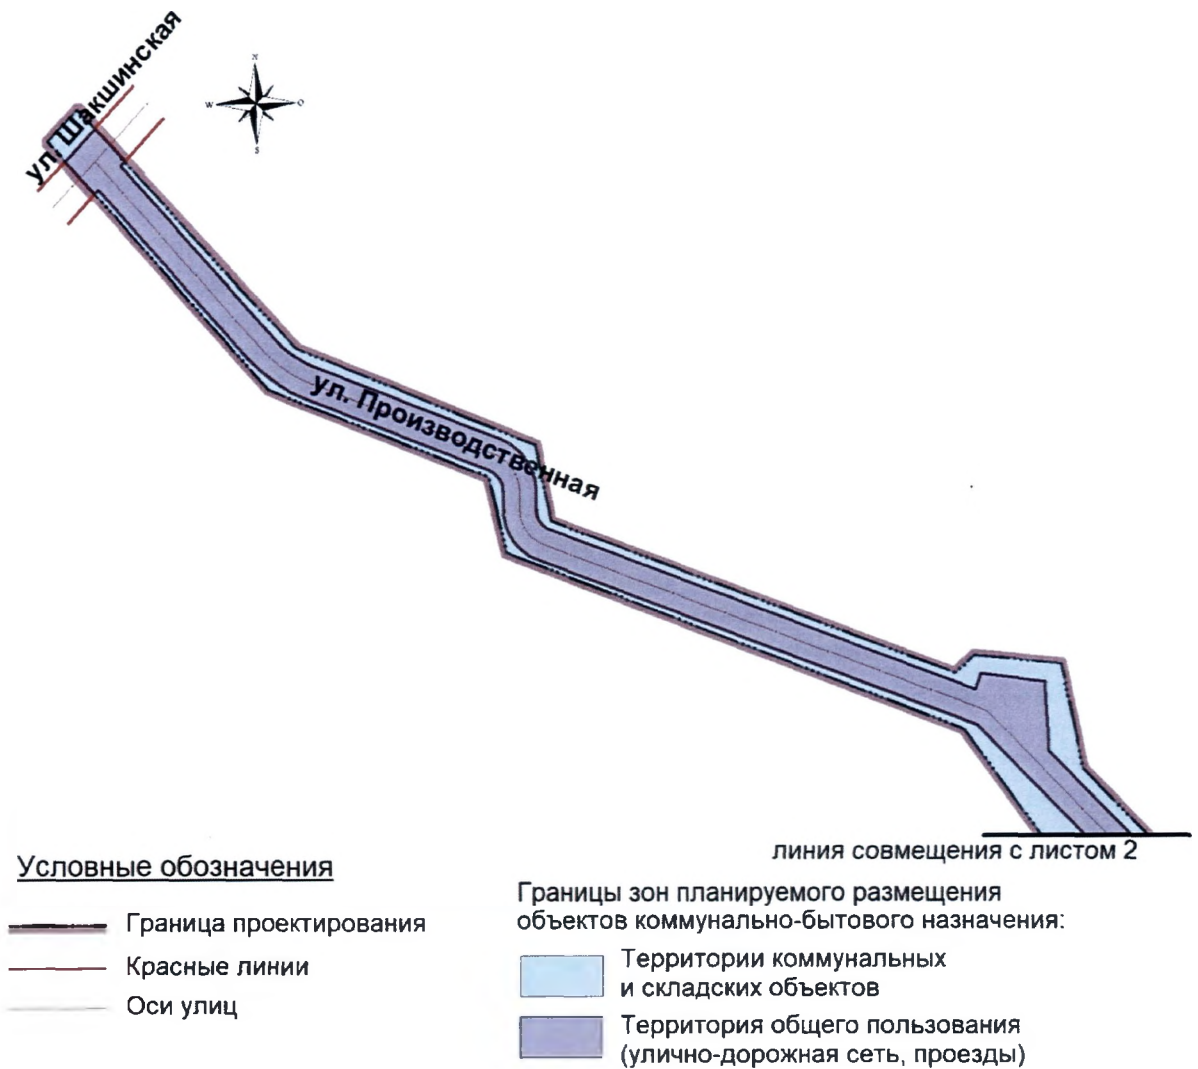 ул. Шакшинская
N
W
O
S
ул. Производственная
линия совмещения с листом 2
Условные обозначения
Граница проектирования
Красные линии
Оси улиц
Границы зон планируемого размещения
объектов коммунально-бытового назначения:
Территории коммунальных
и складских объектов
Территория общего пользования
(улично-дорожная сеть, проезды)